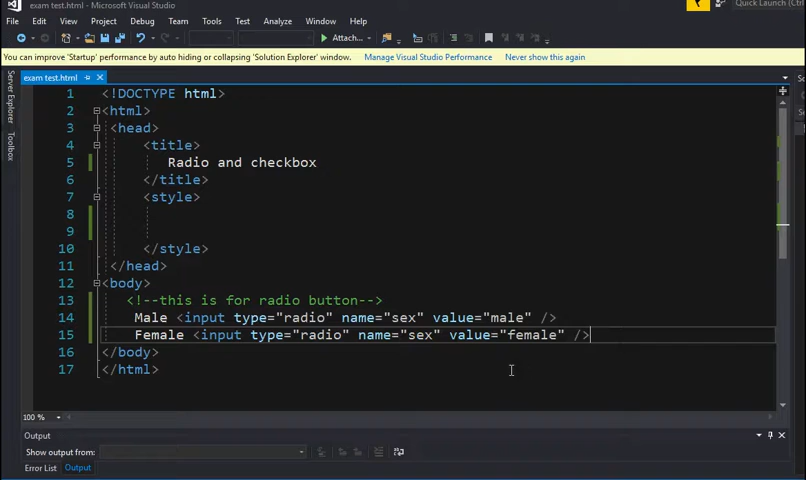 exam test.html - Microsoft Visual Studio
Quick Launch (Ctrl
File Edit View Project Debug Team Tools Test Analyze Window Help
Attach...
You can improve 'Startup' performance by auto hiding or collapsing 'Solution Explorer' window. Manage Visual Studio Performance Never show this again
Server Explorer
Toolbox
exam test.html
1 <!DOCTYPE html>
2 <html>
3 <head>
4 <title>
5 Radio and checkbox
6 </title>
7 <style>
8
9
10 </style>
11 </head>
12 <body>
13 <!--this is for radio button-->
14 Male <input type="radio" name="sex" value="male" />
15 Female <input type="radio" name="sex" value="female" />
16 </body>
17 </html>
100 %
Output
Show output from:
Error List Output